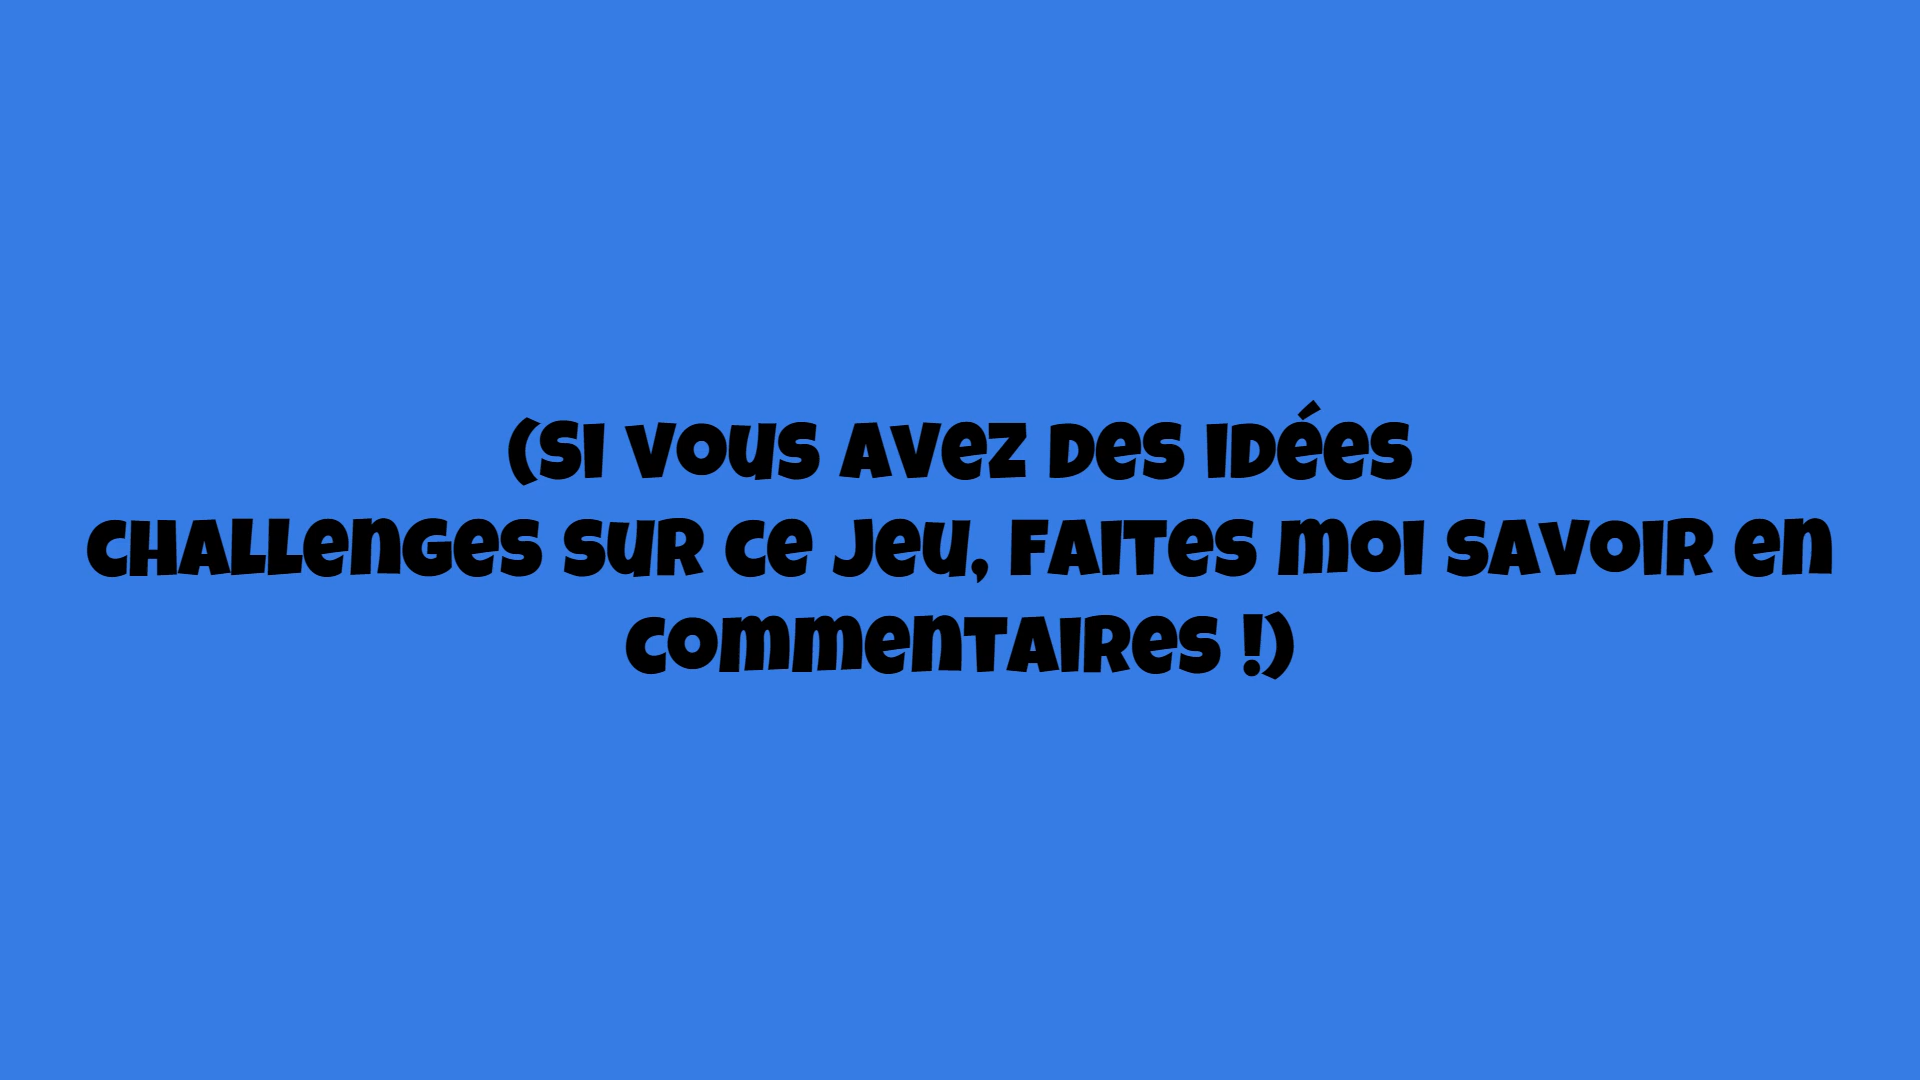 (Si vous avez des idées
challenges sur ce jeu, faites moi savoir en
commentaires !)